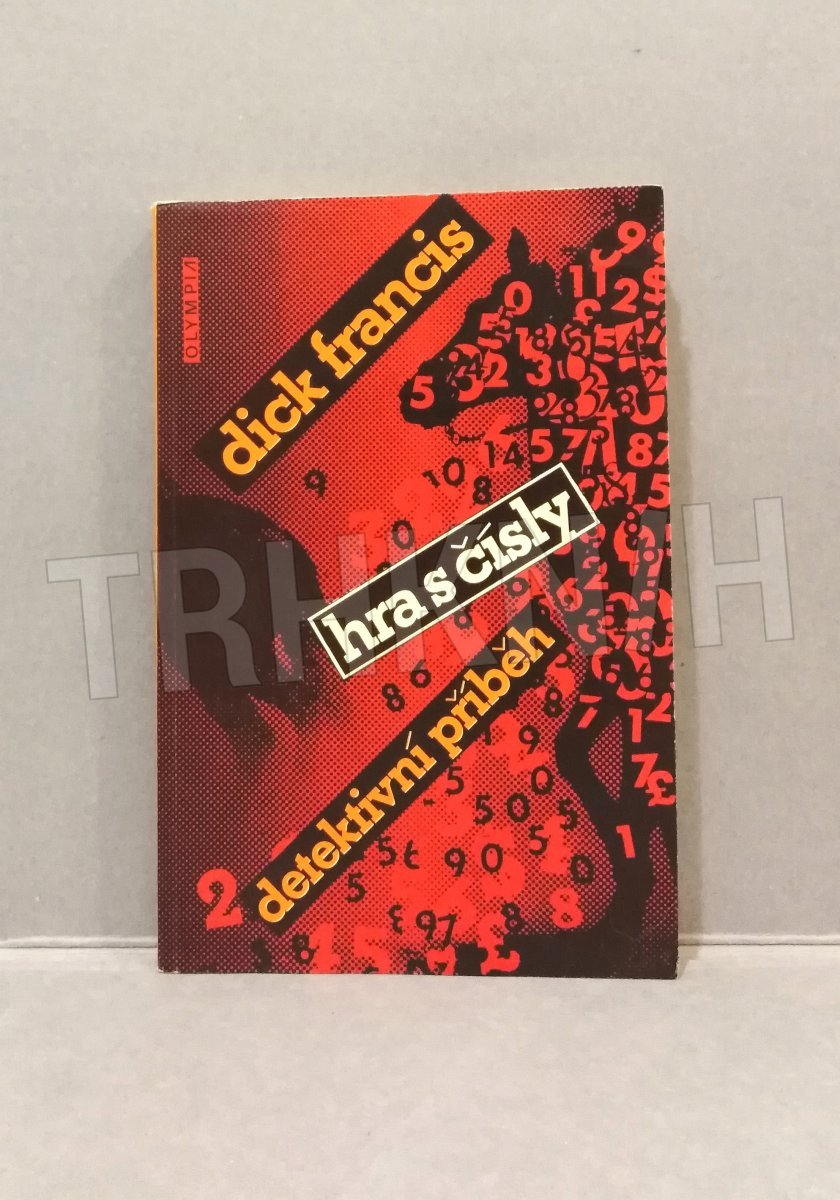 OLYMPIA
dick francis
hra s čísly
detektivní příběh
TRHKNIH